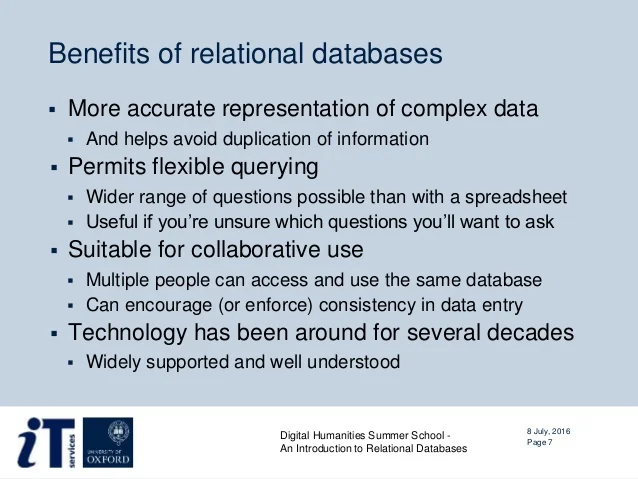 Benefits of relational databases
▪ More accurate representation of complex data
▪ And helps avoid duplication of information
▪ Permits flexible querying
▪ Wider range of questions possible than with a spreadsheet
▪ Useful if you’re unsure which questions you’ll want to ask
▪ Suitable for collaborative use
▪ Multiple people can access and use the same database
▪ Can encourage (or enforce) consistency in data entry
▪ Technology has been around for several decades
▪ Widely supported and well understood
iT
services
UNIVERSITY OF
OXFORD
Digital Humanities Summer School -
An Introduction to Relational Databases
8 July, 2016
Page 7